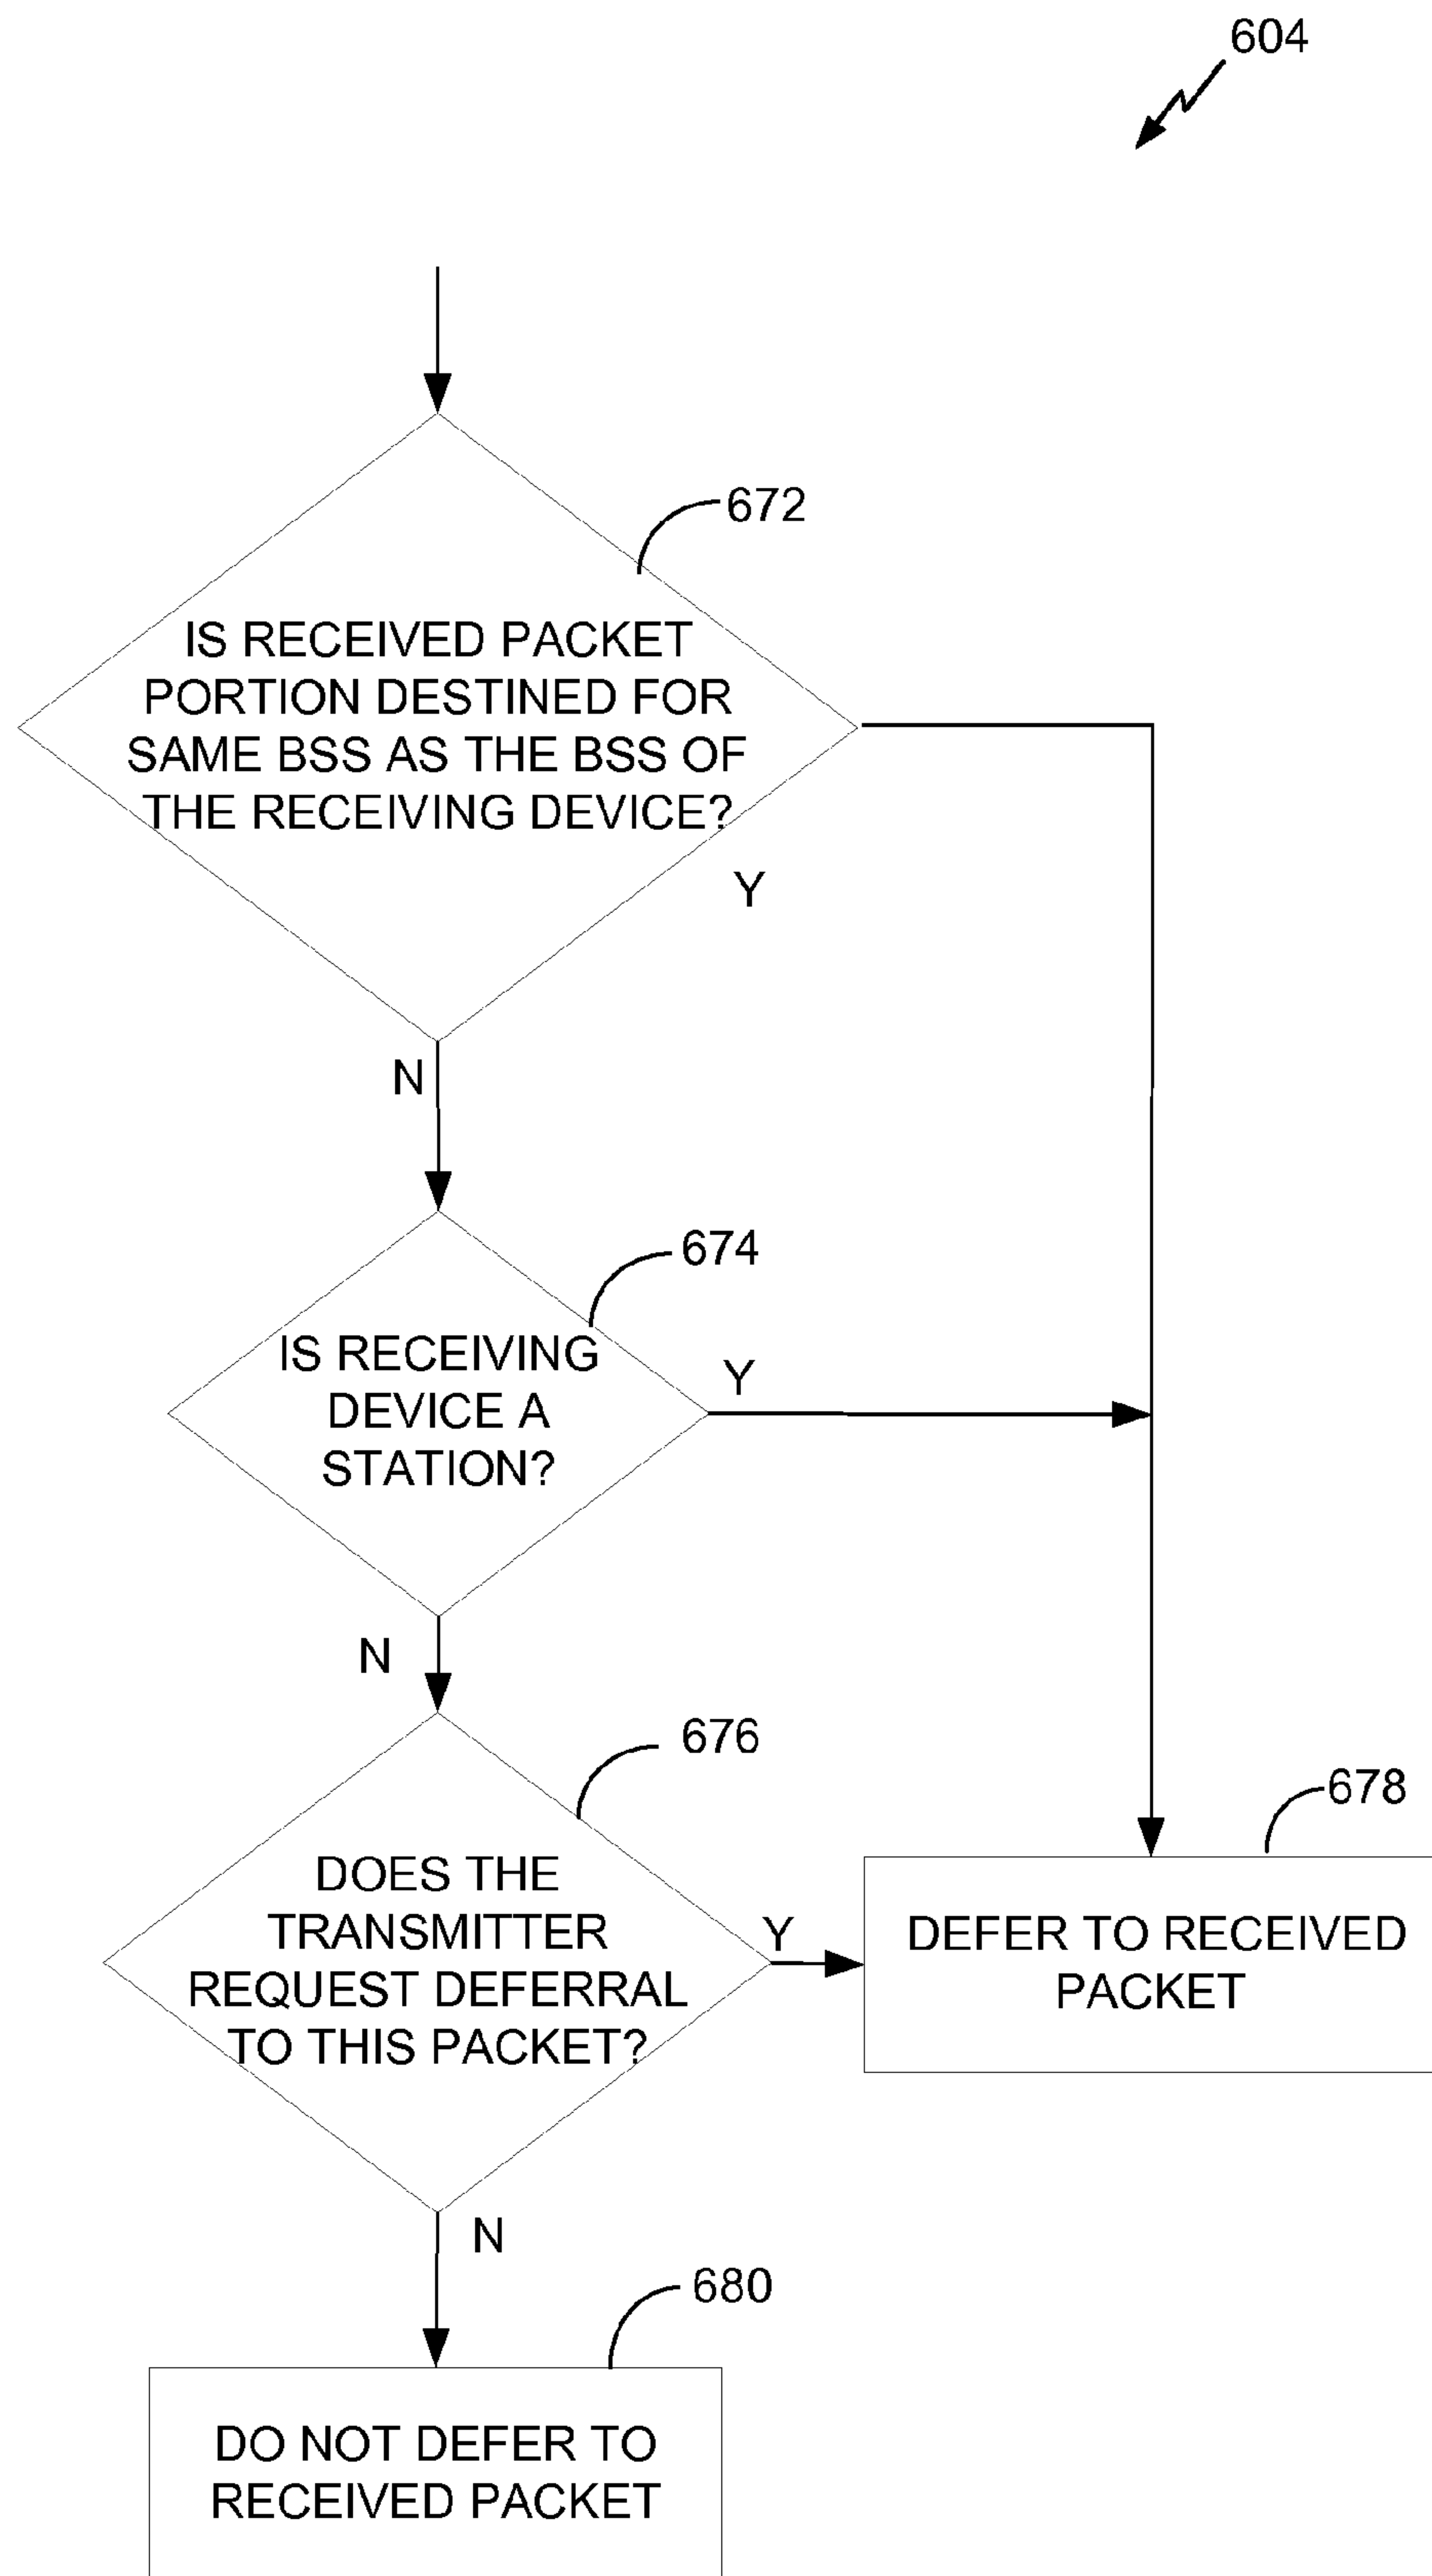 604
672
IS RECEIVED PACKET
PORTION DESTINED FOR
SAME BSS AS THE BSS OF
THE RECEIVING DEVICE?
Y
N
674
IS RECEIVING
DEVICE A
STATION?
Y
N
676
DOES THE
TRANSMITTER
REQUEST DEFERRAL
TO THIS PACKET?
Y
678
DEFER TO RECEIVED
PACKET
N
680
DO NOT DEFER TO
RECEIVED PACKET